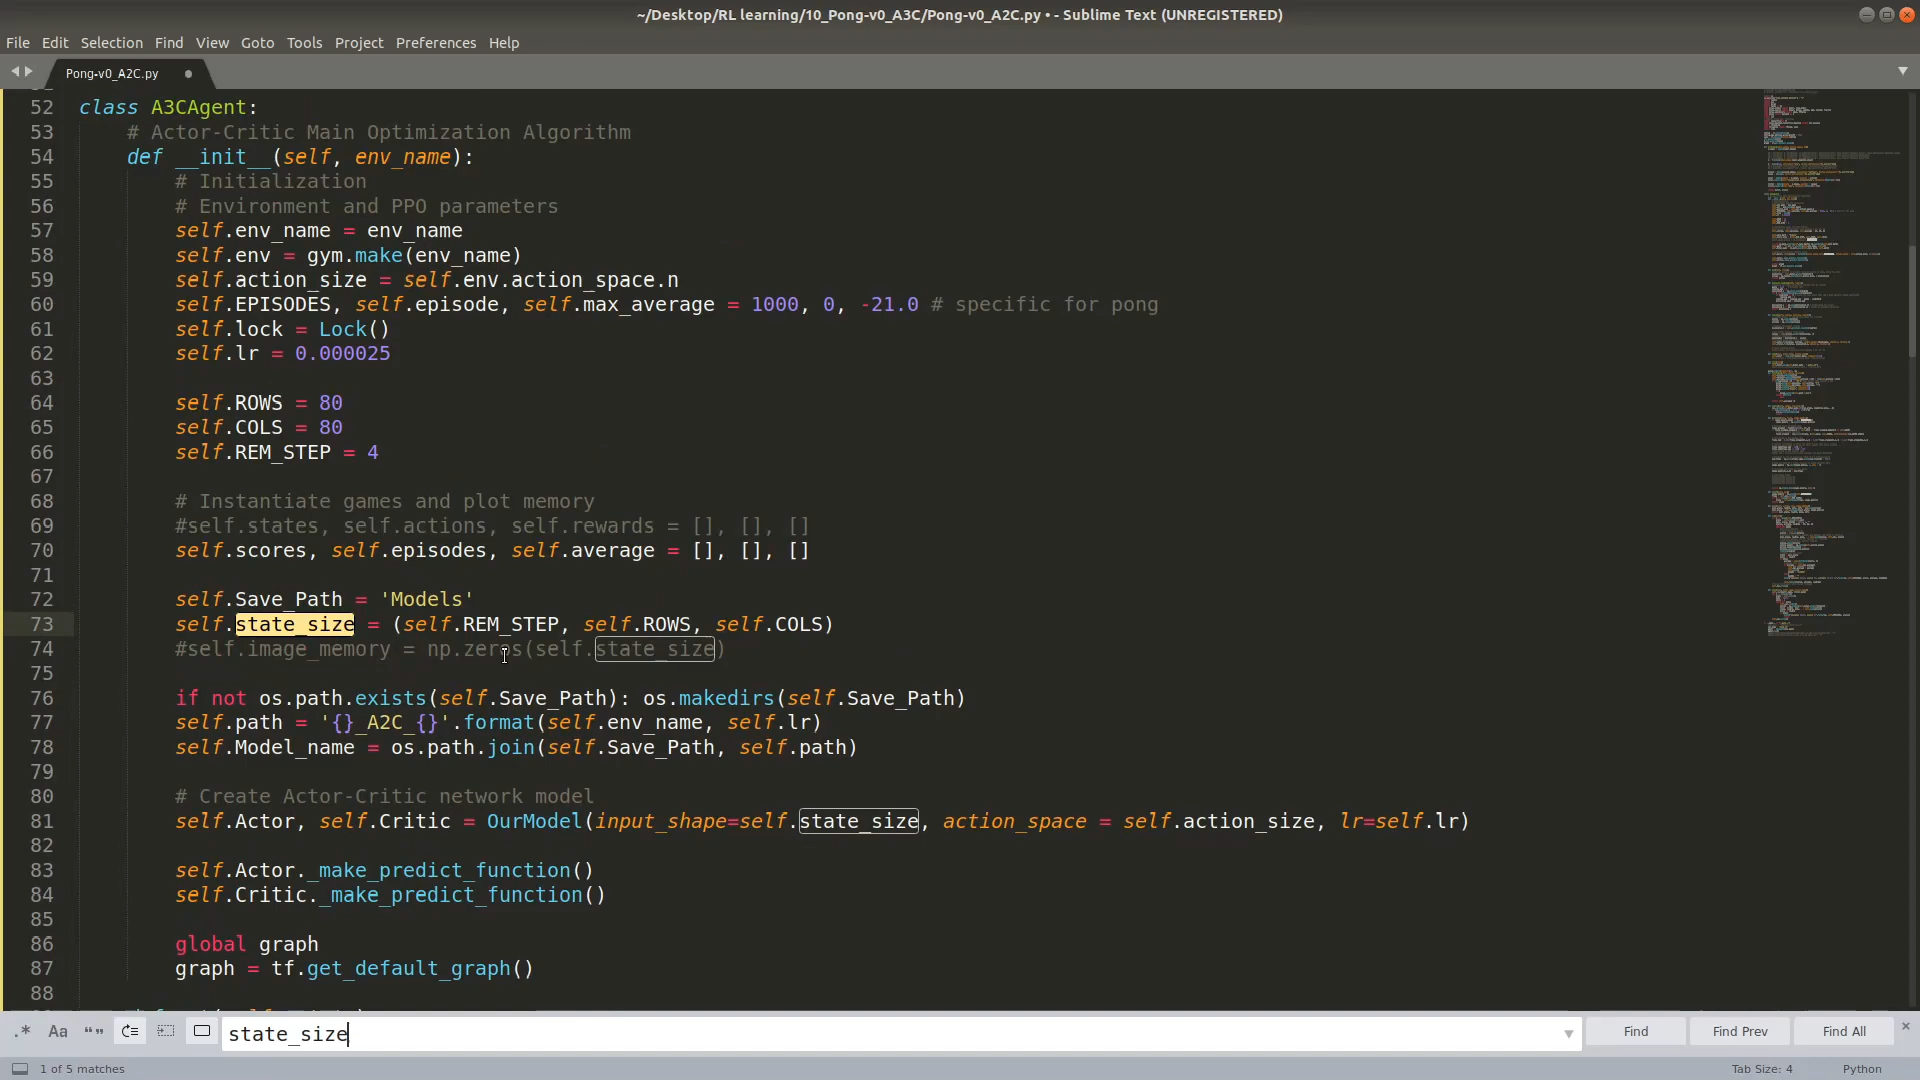 ~/Desktop/RL learning/10_Pong-v0_A3C/Pong-v0_A2C.py • - Sublime Text (UNREGISTERED)
File Edit Selection Find View Goto Tools Project Preferences Help
Pong-v0_A2C.py
52 class A3CAgent:
53 # Actor-Critic Main Optimization Algorithm
54 def __init__(self, env_name):
55 # Initialization
56 # Environment and PPO parameters
57 self.env_name = env_name
58 self.env = gym.make(env_name)
59 self.action_size = self.env.action_space.n
60 self.EPISODES, self.episode, self.max_average = 1000, 0, -21.0 # specific for pong
61 self.lock = Lock()
62 self.lr = 0.000025
63
64 self.ROWS = 80
65 self.COLS = 80
66 self.REM_STEP = 4
67
68 # Instantiate games and plot memory
69 #self.states, self.actions, self.rewards = [], [], []
70 self.scores, self.episodes, self.average = [], [], []
71
72 self.Save_Path = 'Models'
73 self.state_size = (self.REM_STEP, self.ROWS, self.COLS)
74 #self.image_memory = np.zeros(self.state_size)
75
76 if not os.path.exists(self.Save_Path): os.makedirs(self.Save_Path)
77 self.path = '{}_A2C_{}'.format(self.env_name, self.lr)
78 self.Model_name = os.path.join(self.Save_Path, self.path)
79
80 # Create Actor-Critic network model
81 self.Actor, self.Critic = OurModel(input_shape=self.state_size, action_space = self.action_size, lr=self.lr)
82
83 self.Actor._make_predict_function()
84 self.Critic._make_predict_function()
85
86 global graph
87 graph = tf.get_default_graph()
88
.* Aa “” state_size Find Find Prev Find All
1 of 5 matches Tab Size: 4 Python